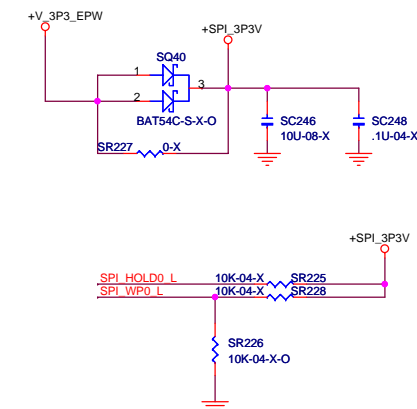 +V_3P3_EPW
+SPI_3P3V
SQ40
1
3
2
BAT54C-S-X-O
SR227 0-X
SC246
10U-08-X
SC248
.1U-04-X
+SPI_3P3V
SPI_HOLD0_L 10K-04-X SR225
SPI_WP0_L 10K-04-X SR228
SR226
10K-04-X-O